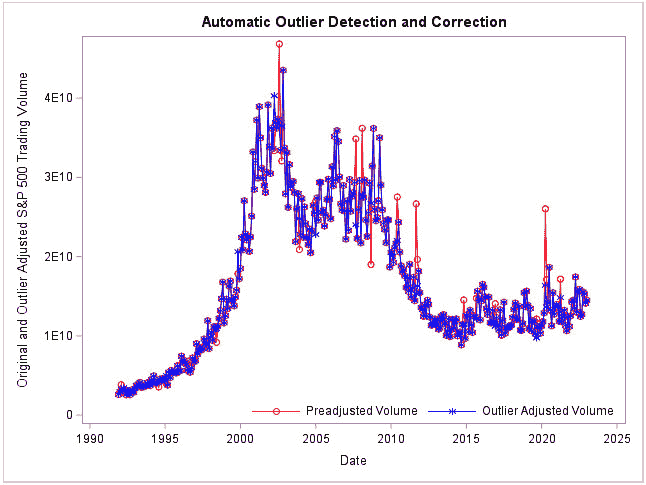 Automatic Outlier Detection and Correction
Original and Outlier Adjusted S&P 500 Trading Volume
4E10
3E10
2E10
1E10
0
Preadjusted Volume
Outlier Adjusted Volume
1990 1995 2000 2005 2010 2015 2020 2025
Date